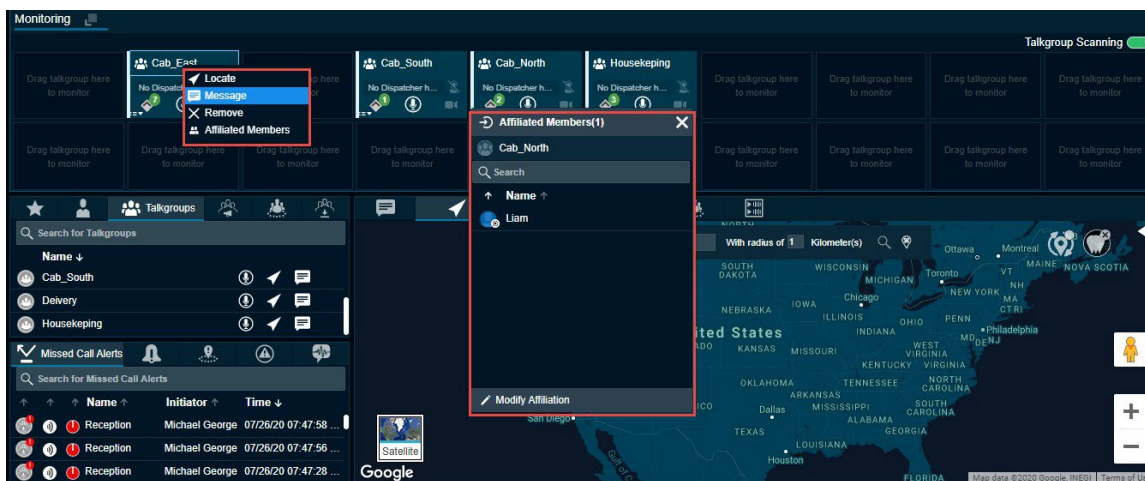 Monitoring
Talkgroup Scanning
Drag talkgroup here
to monitor
Cab_East
No Dispatc
7
Locate
Message
Remove
Affiliated Members
Cab_South
No Dispatcher h...
1
Cab_North
No Dispatcher h...
2
Housekeping
No Dispatcher h...
3
Drag talkgroup here
to monitor
Drag talkgroup here
to monitor
Drag talkgroup here
to monitor
Drag talkgroup here
to monitor
Drag talkgroup here
to monitor
Drag talkgroup here
to monitor
Drag talkgroup here
to monitor
Drag talkgroup here
to monitor
Drag talkgroup here
to monitor
Drag talkgroup here
to monitor
Drag talkgroup here
to monitor
Drag talkgroup here
to monitor
Affiliated Members(1)
Cab_North
Search
Name
Liam
Modify Affiliation
Talkgroups
Search for Talkgroups
Name
Cab_South
Deivery
Housekeping
Missed Call Alerts
Search for Missed Call Alerts
Name Initiator Time
Reception Michael George 07/26/20 07:47:58 ...
Reception Michael George 07/26/20 07:47:56 ...
Reception Michael George 07/26/20 07:47:28 ...
With radius of 1 Kilometer(s)
Ottawa
Montreal
MAINE
NOVA SCOTIA
SOUTH
DAKOTA
WISCONSIN
MICHIGAN
Toronto
VT
NH
NEW YORK
MA
CT RI
NEBRASKA
IOWA
Chicago
ILLINOIS
INDIANA
OHIO
PENN
Philadelphia
MD
DE
NJ
ited States
KANSAS
MISSOURI
WEST
VIRGINIA
KENTUCKY
VIRGINIA
OKLAHOMA
TENNESSEE
NORTH
CAROLINA
ARKANSAS
Dallas
MISSISSIPPI
SOUTH
CAROLINA
ALABAMA
TEXAS
GEORGIA
LOUISIANA
Houston
San Diego
FLORIDA
Satellite
Google
Map data ©2020 Google, INEGI
Terms of U